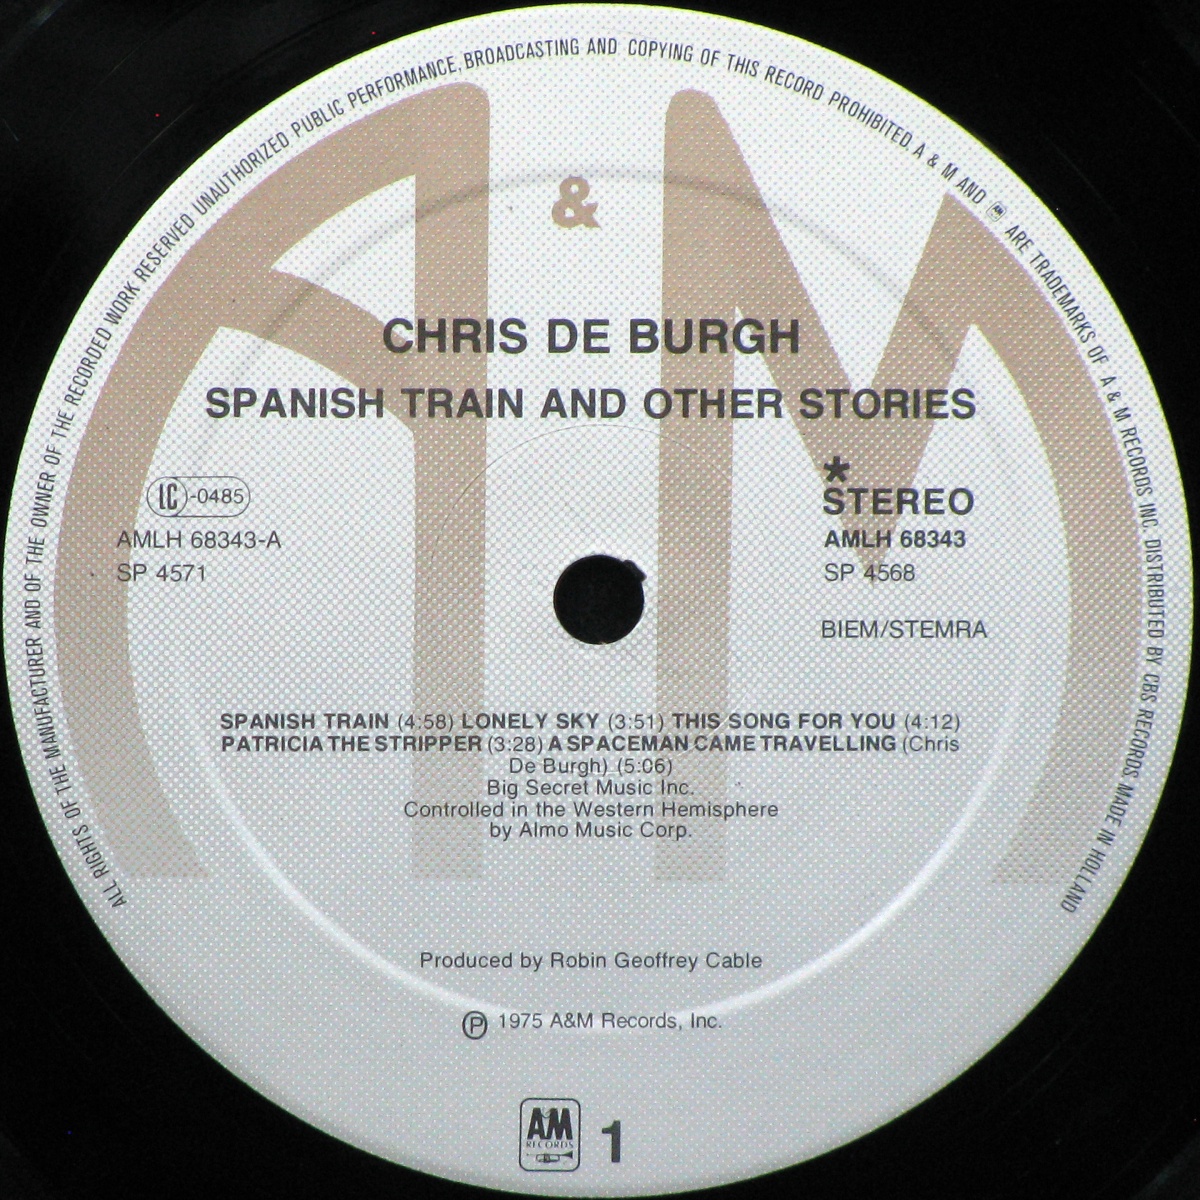 ALL RIGHTS OF THE MANUFACTURER AND OF THE OWNER OF THE RECORDED WORK RESERVED UNAUTHORIZED PUBLIC PERFORMANCE, BROADCASTING AND COPYING OF THIS RECORD PROHIBITED. A & M AND AM ARE TRADEMARKS OF A & M RECORDS INC. DISTRIBUTED BY CBS RECORDS MADE IN HOLLAND
A & M
CHRIS DE BURGH
SPANISH TRAIN AND OTHER STORIES
LC-0485
AMLH 68343-A
SP 4571
*
STEREO
AMLH 68343
SP 4568
BIEM/STEMRA
SPANISH TRAIN (4:58) LONELY SKY (3:51) THIS SONG FOR YOU (4:12)
PATRICIA THE STRIPPER (3:28) A SPACEMAN CAME TRAVELLING (Chris
De Burgh) (5:06)
Big Secret Music Inc.
Controlled in the Western Hemisphere
by Almo Music Corp.
Produced by Robin Geoffrey Cable
℗ 1975 A&M Records, Inc.
AM
RECORDS
1